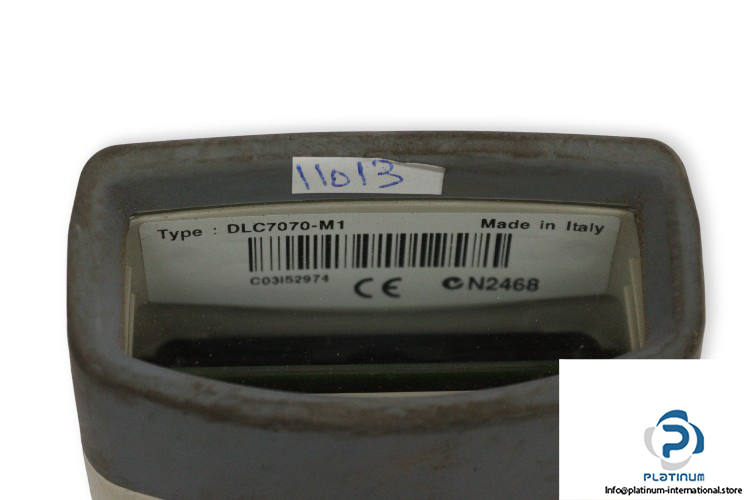 11013
Type : DLC7070-M1 Made in Italy
C03I52974
CE N2468
PLATINUM
Info@platinum-international.store